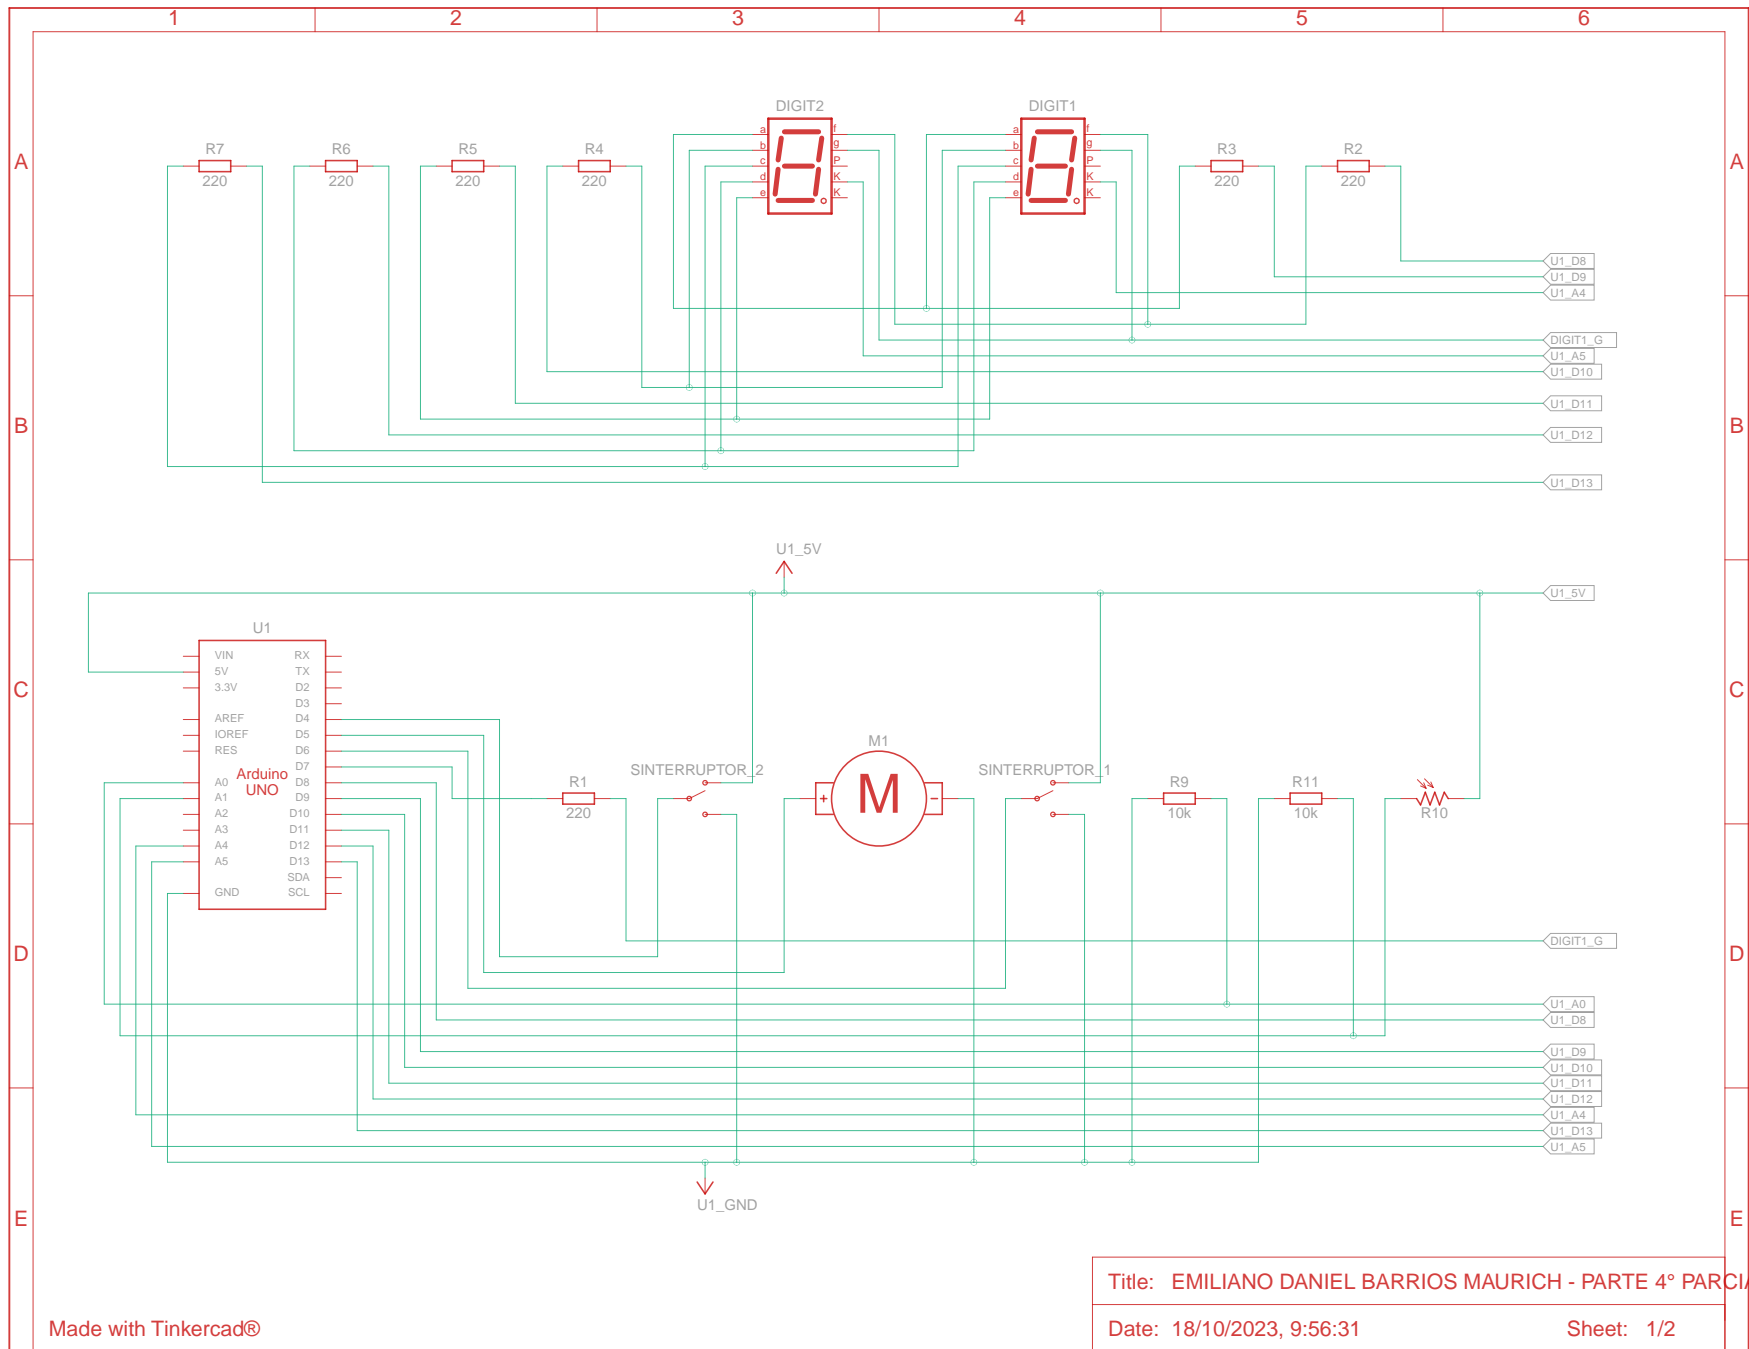 1 2 3 4 5 6
DIGIT2 DIGIT1
a f a f
R7 R6 R5 R4 b g b g R3 R2
A c P c P A
220 220 220 220 d K d K 220 220
e K e K
U1_D8
U1_D9
U1_A4
DIGIT1_G
U1_A5
U1_D10
U1_D11
B B
U1_D12
U1_D13
U1_5V
U1_5V
U1
VIN RX
5V TX
3.3V D2
C C
D3
AREF D4
IOREF D5
RES D6
M1
D7
SINTERRUPTOR_2 SINTERRUPTOR_1
A0 Arduino UNO D8
R1 R9 R11
A1 D9
+ M -
A2 D10
220 10k 10k R10
A3 D11
A4 D12
A5 D13
SDA
GND SCL
DIGIT1_G
D D
U1_A0
U1_D8
U1_D9
U1_D10
U1_D11
U1_D12
U1_A4
U1_D13
U1_A5
U1_GND
E E
Title: EMILIANO DANIEL BARRIOS MAURICH - PARTE 4° PARCIA
Made with Tinkercad® Date: 18/10/2023, 9:56:31 Sheet: 1/2